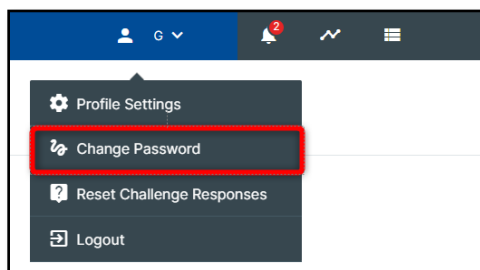 G
2
Profile Settings
Change Password
Reset Challenge Responses
Logout